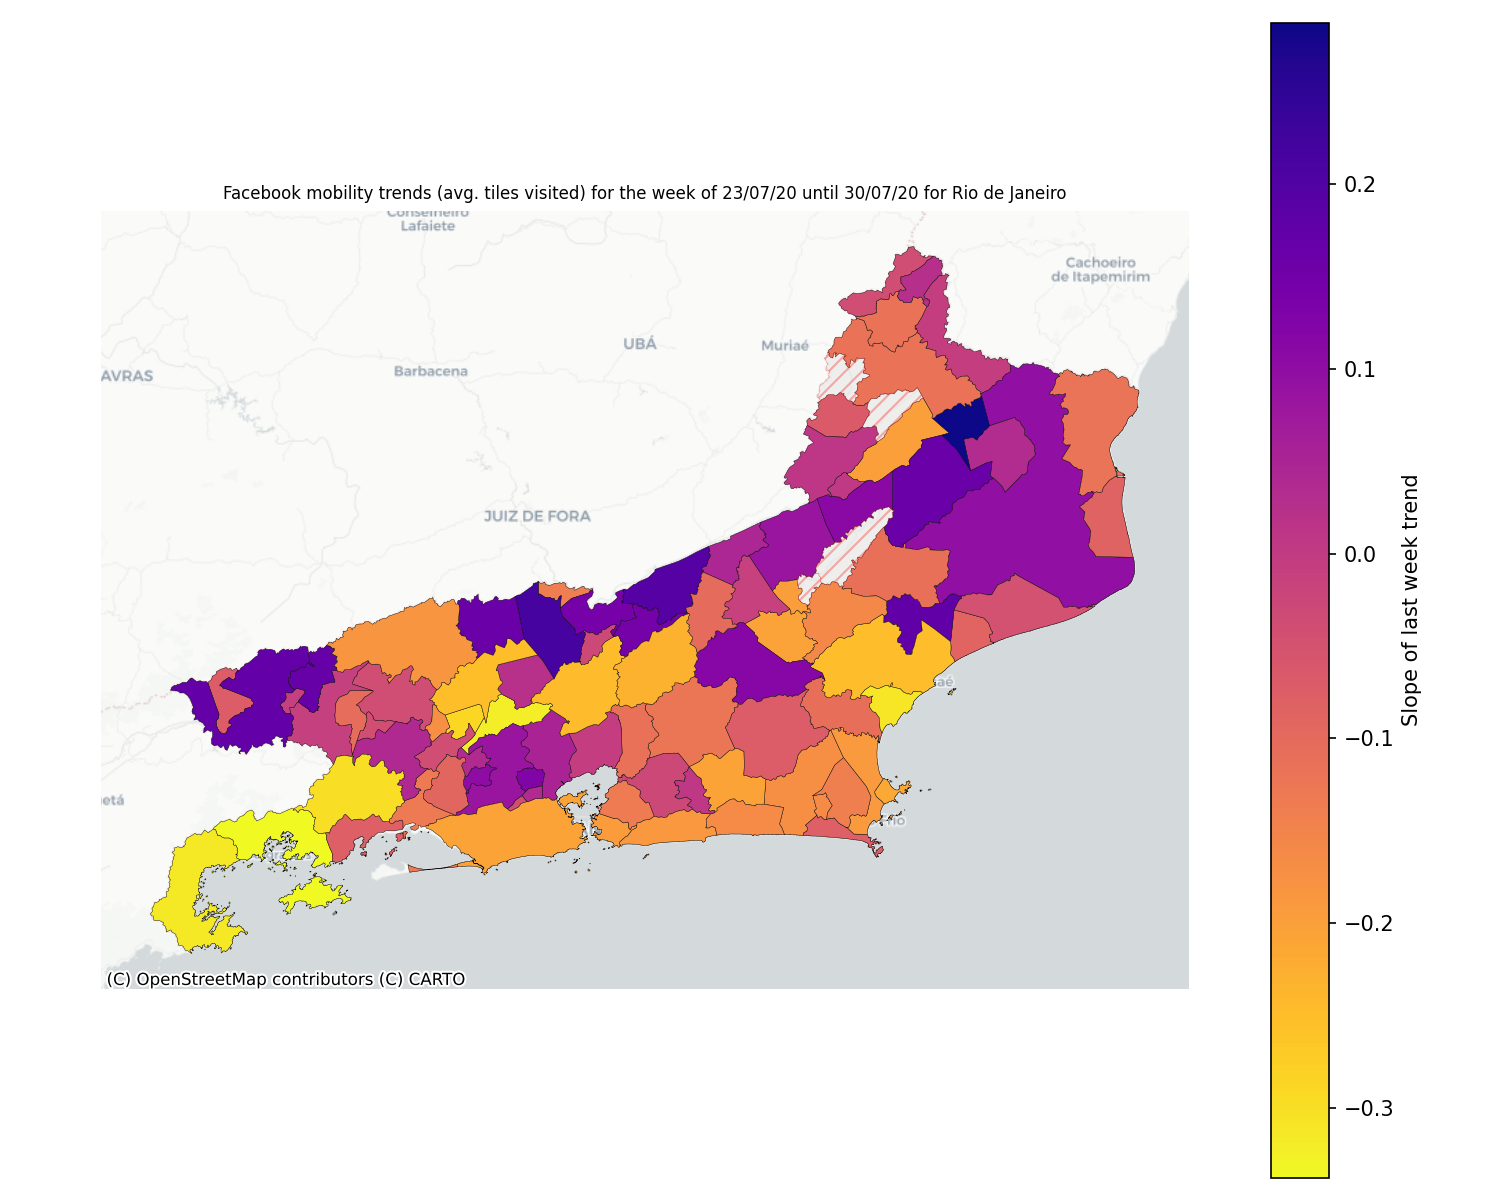 Facebook mobility trends (avg. tiles visited) for the week of 23/07/20 until 30/07/20 for Rio de Janeiro
Conselheiro
Lafaiete
Cachoeiro
de Itapemirim
UBÁ
Muriaé
AVRAS
Barbacena
JUIZ DE FORA
aé
etá
(C) OpenStreetMap contributors (C) CARTO
0.2
0.1
0.0
−0.1
−0.2
−0.3
Slope of last week trend